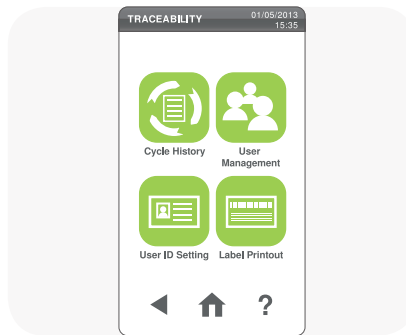 TRACEABILITY
01/05/2013
15:35
Cycle History
User
Management
User ID Setting
Label Printout
?